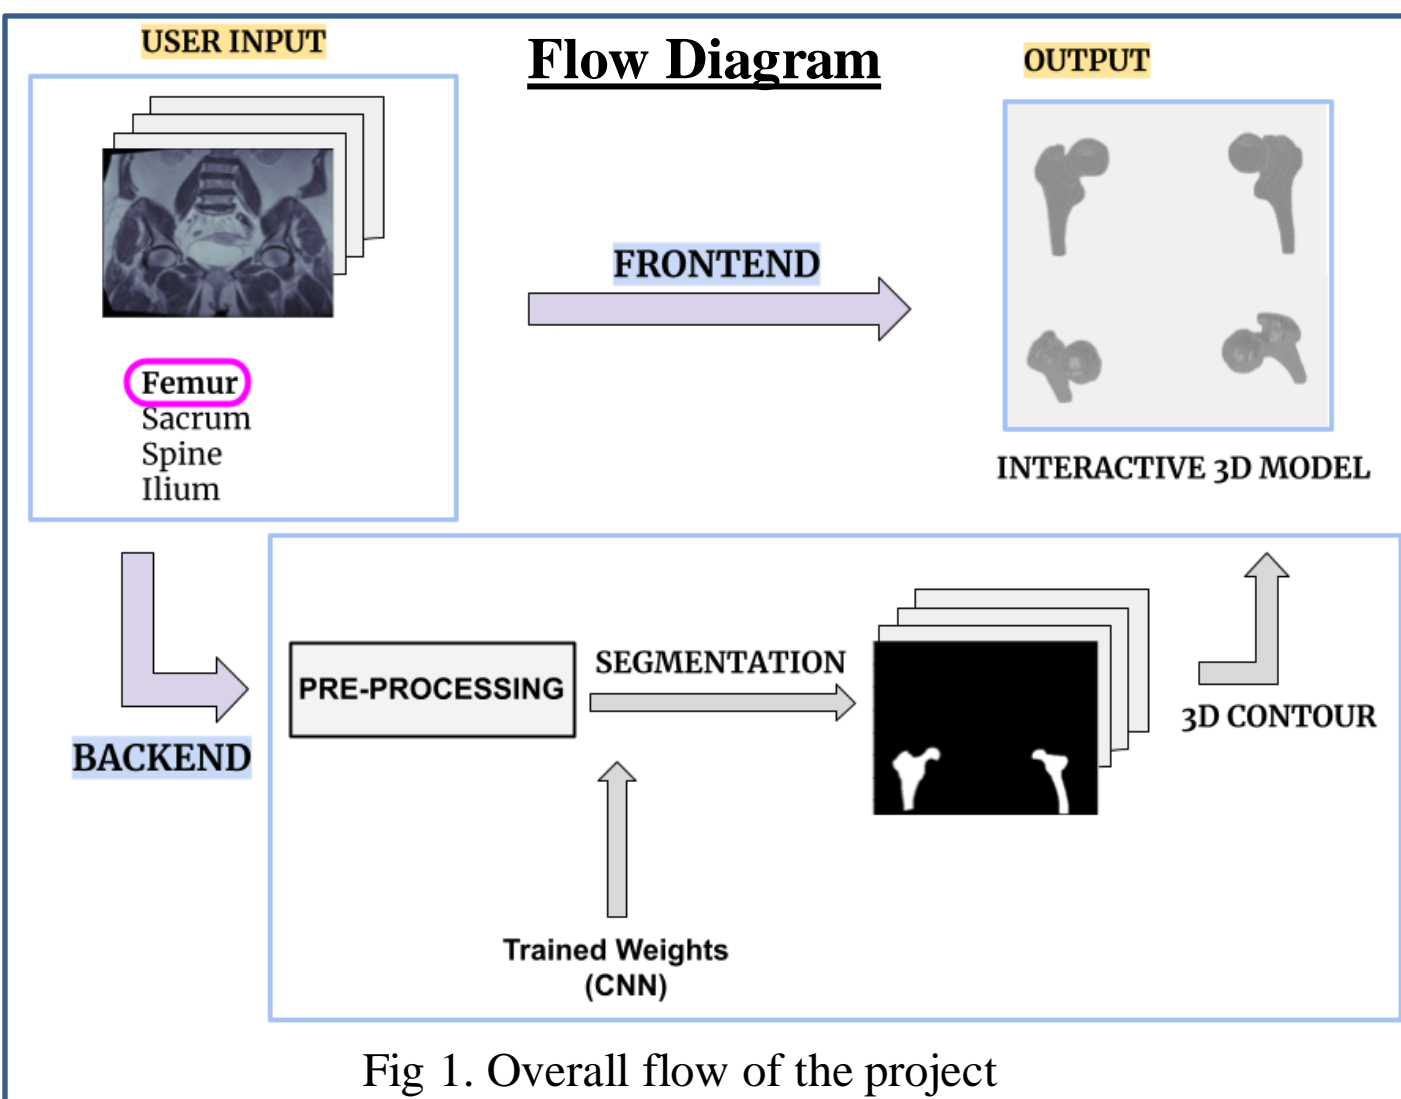 USER INPUT
Flow Diagram
OUTPUT
FRONTEND
Femur
Sacrum
Spine
Ilium
INTERACTIVE 3D MODEL
BACKEND
PRE-PROCESSING
SEGMENTATION
3D CONTOUR
Trained Weights
(CNN)
Fig 1. Overall flow of the project